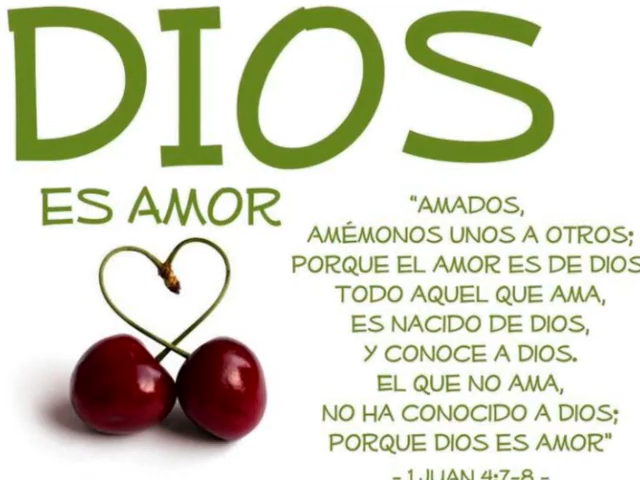 DIOS
ES AMOR
"AMADOS,
AMÉMONOS UNOS A OTROS;
PORQUE EL AMOR ES DE DIOS
TODO AQUEL QUE AMA,
ES NACIDO DE DIOS,
Y CONOCE A DIOS.
EL QUE NO AMA,
NO HA CONOCIDO A DIOS;
PORQUE DIOS ES AMOR"
- 1 JUAN 4:7-8 -